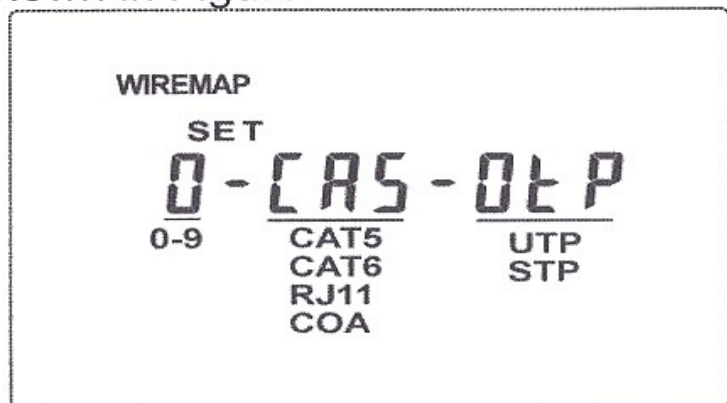 WIREMAP
SET
0-CA5-0tP
0-9 CAT5 UTP
CAT6 STP
RJ11
COA